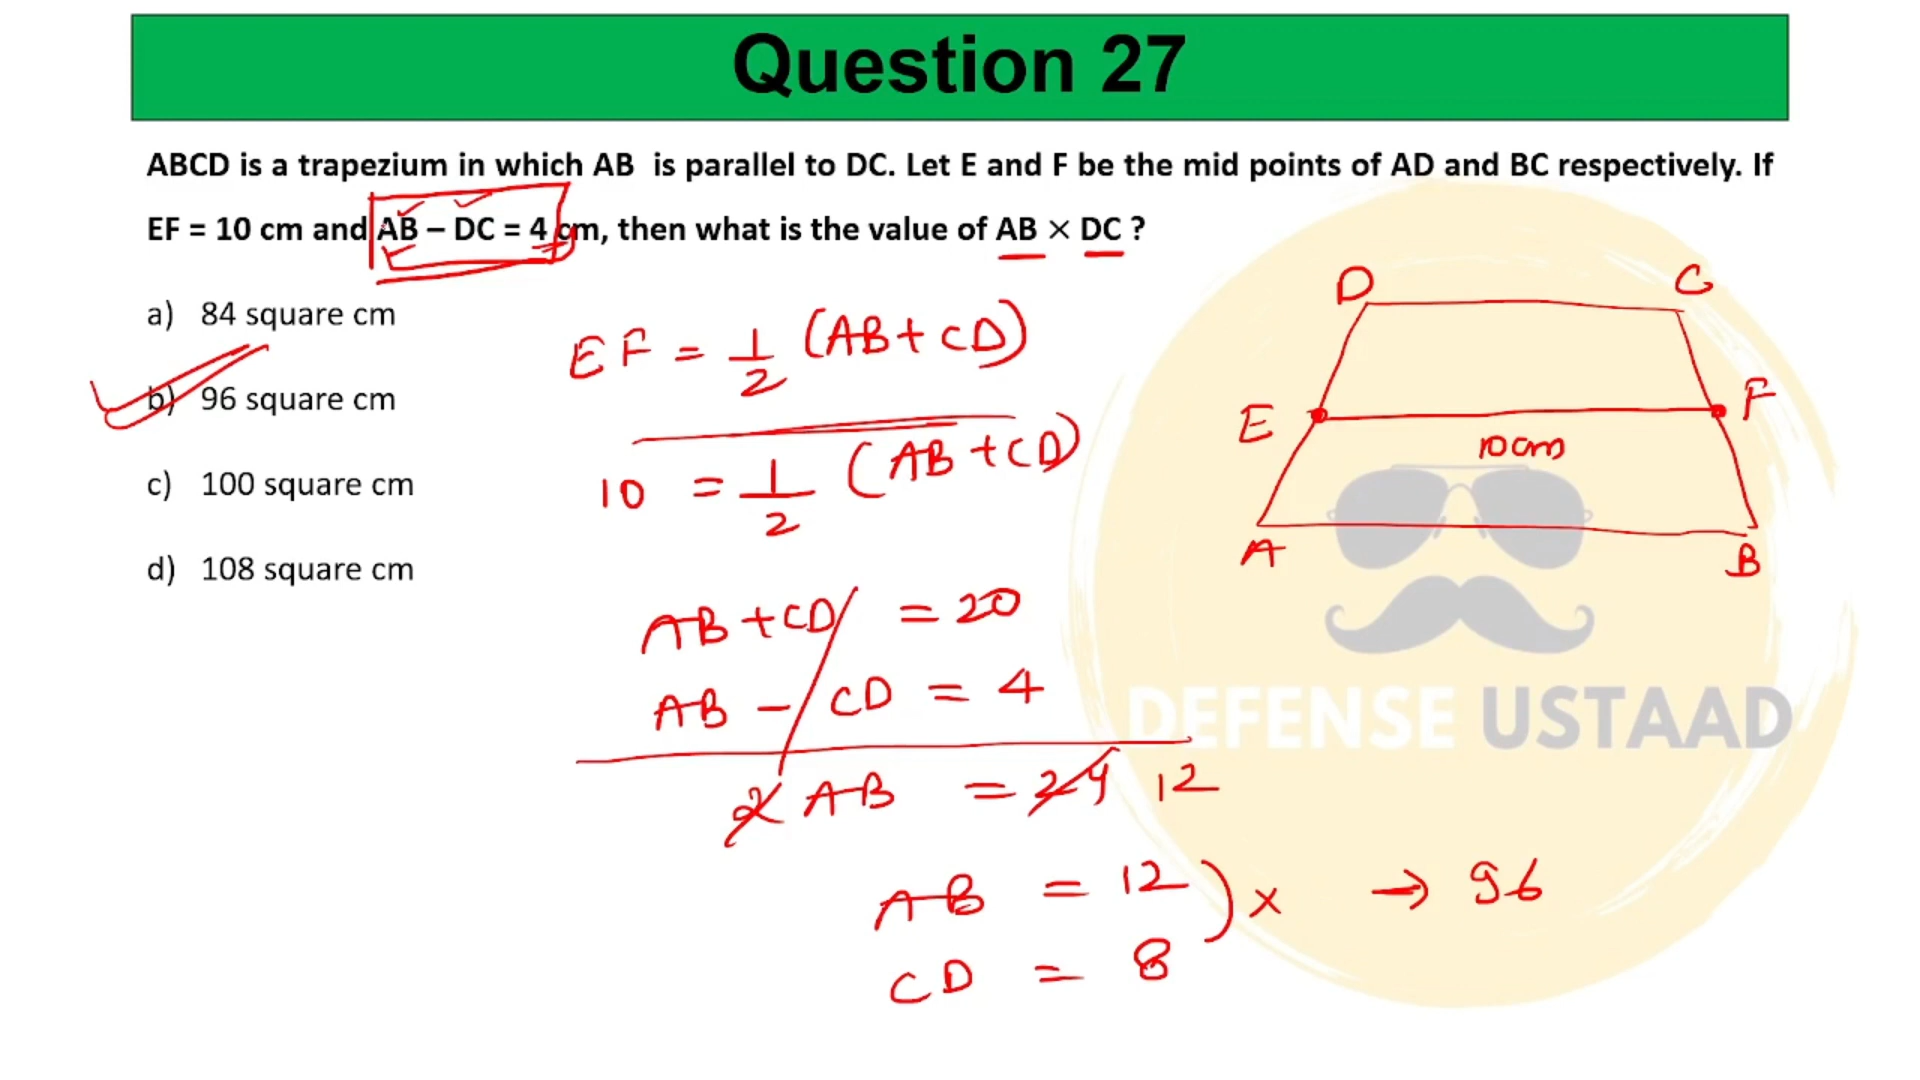 Question 27
ABCD is a trapezium in which AB is parallel to DC. Let E and F be the mid points of AD and BC respectively. If
EF = 10 cm and AB – DC = 4 cm, then what is the value of AB × DC ?
a) 84 square cm
b) 96 square cm
c) 100 square cm
d) 108 square cm
EF = 1/2 (AB+CD)
10 = 1/2 (AB+CD)
AB+CD = 20
AB – CD = 4
2AB = 24 12
AB = 12 ) × → 96
CD = 8
D C
E F
10cm
A B
DEFENSE USTAAD